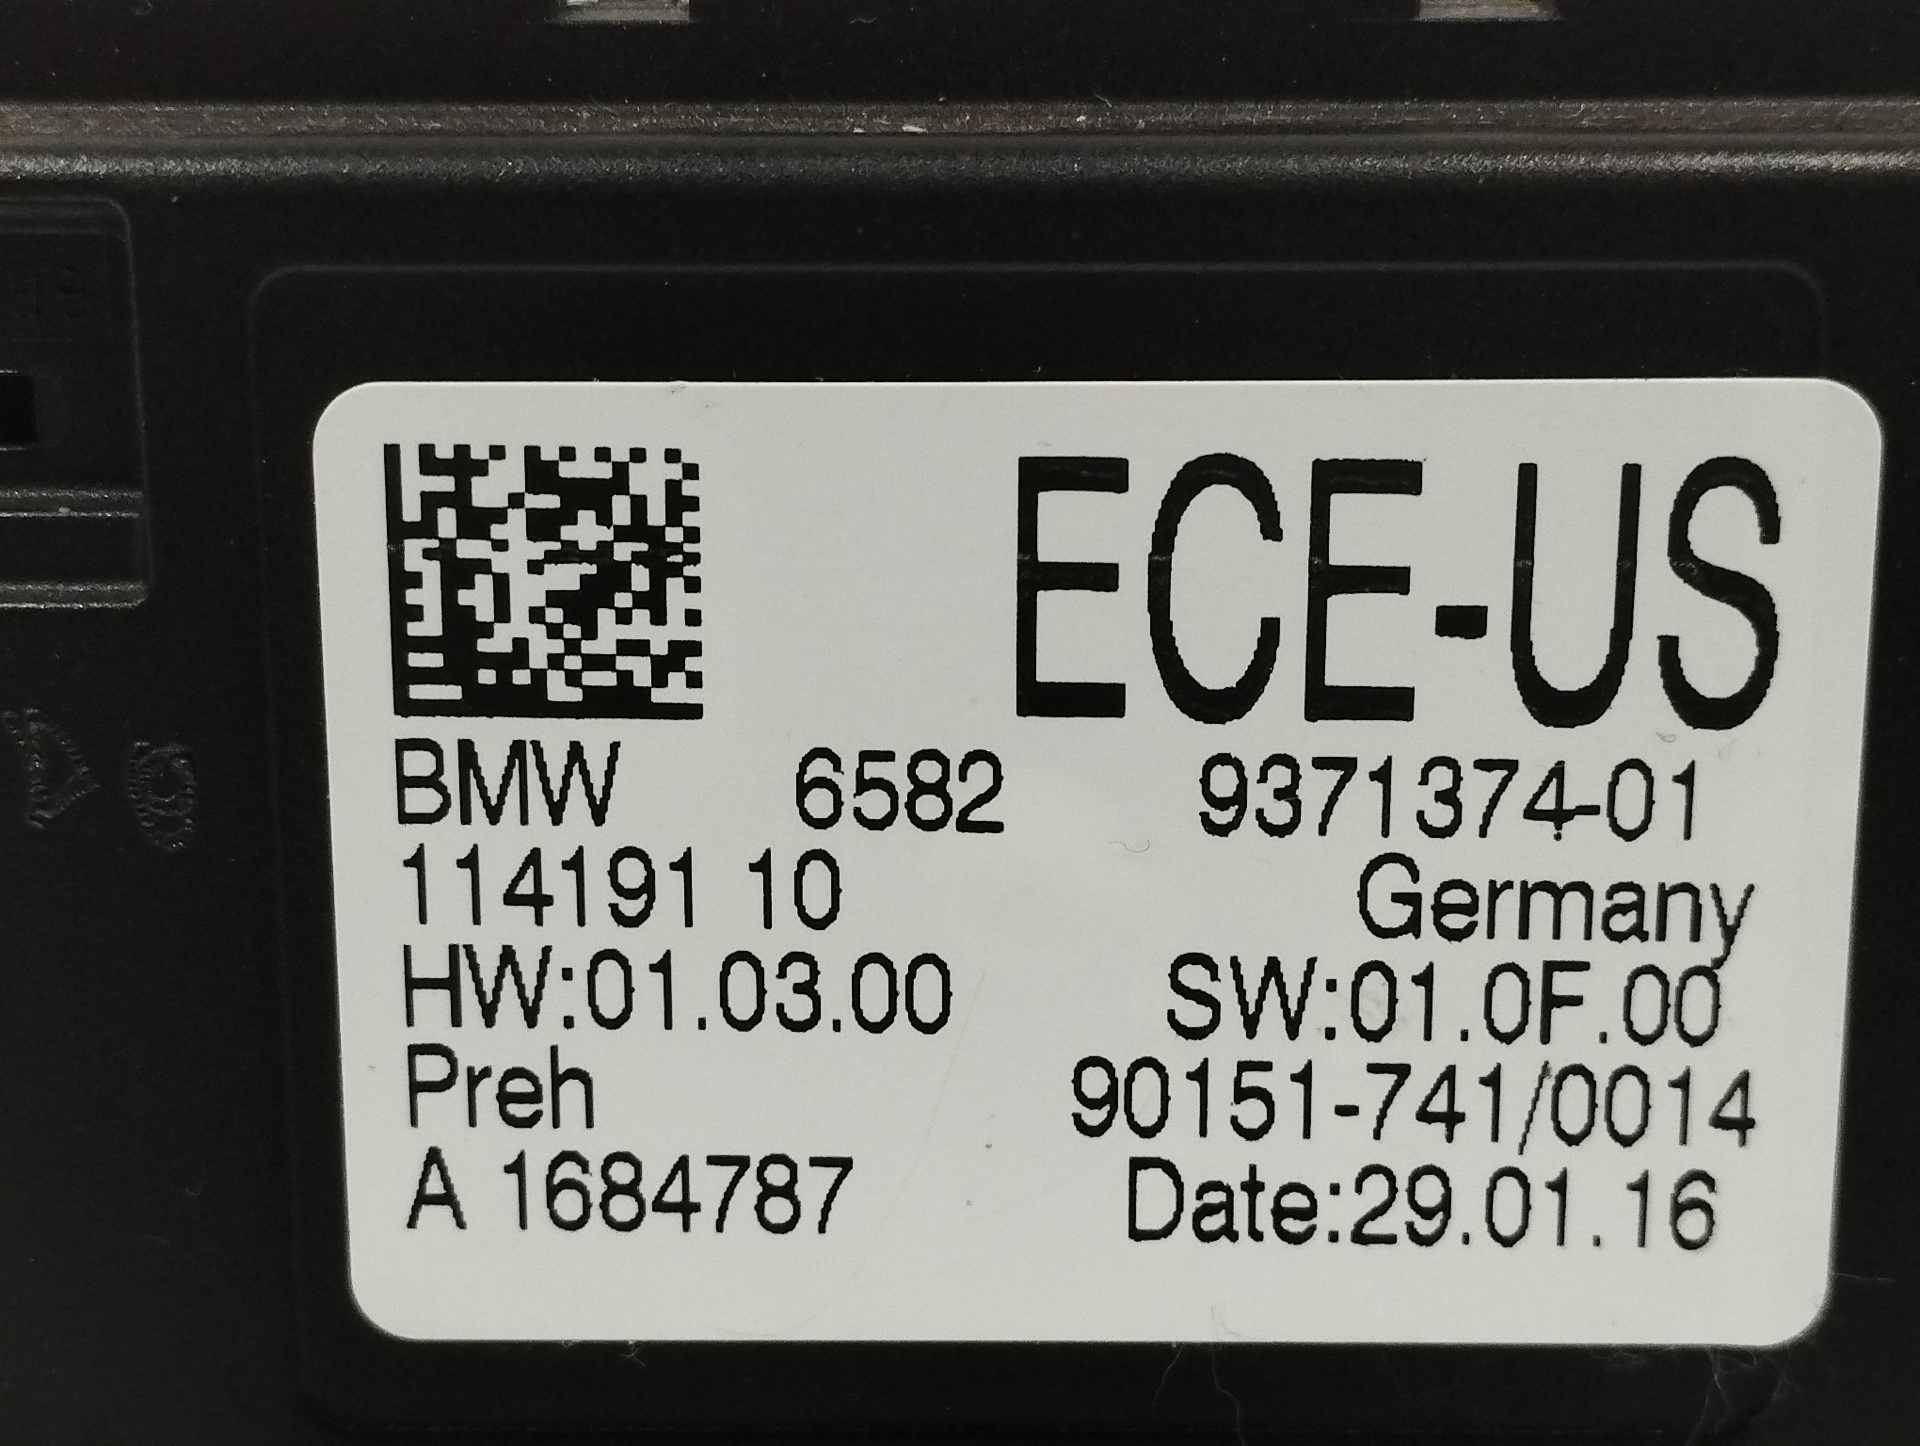 ECE-US
BMW 6582 9371374-01
114191 10 Germany
HW:01.03.00 SW:01.0F.00
Preh 90151-741/0014
A 1684787 Date:29.01.16